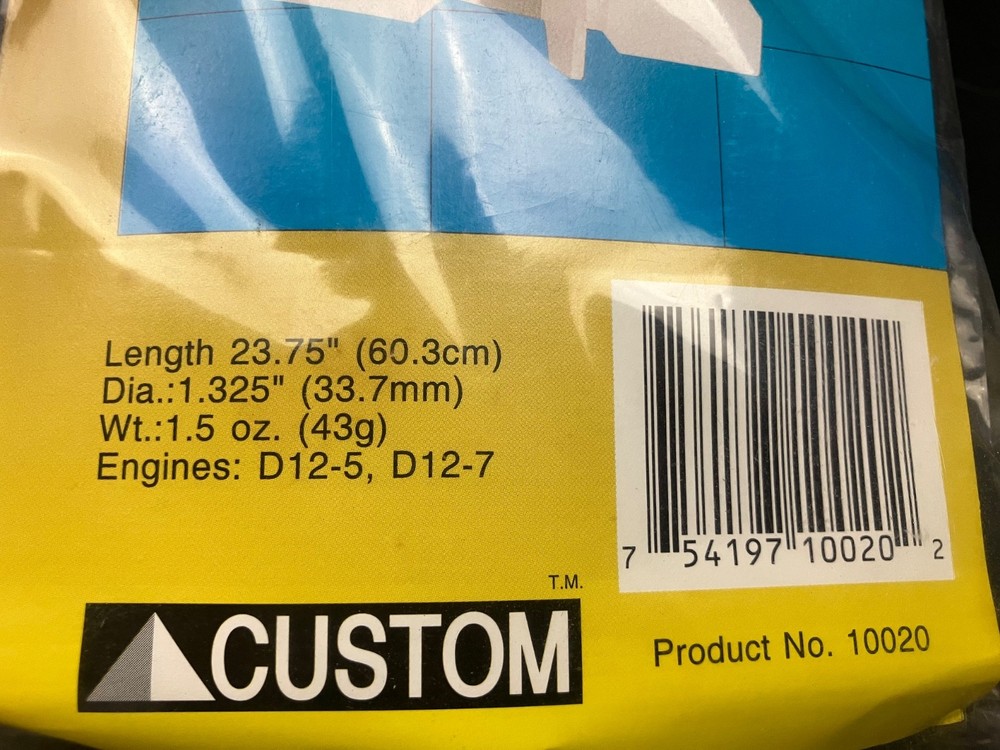 Length 23.75" (60.3cm)
Dia.:1.325" (33.7mm)
Wt.:1.5 oz. (43g)
Engines: D12-5, D12-7
7 54197 10020 2
T.M.
CUSTOM
Product No. 10020